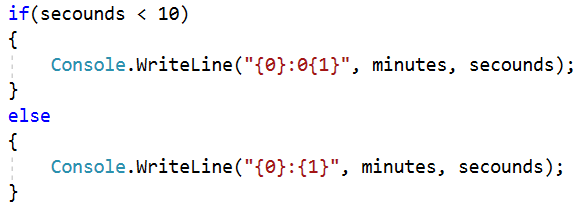 if(secounds < 10)
{
    Console.WriteLine("{0}:0{1}", minutes, secounds);
}
else
{
    Console.WriteLine("{0}:{1}", minutes, secounds);
}